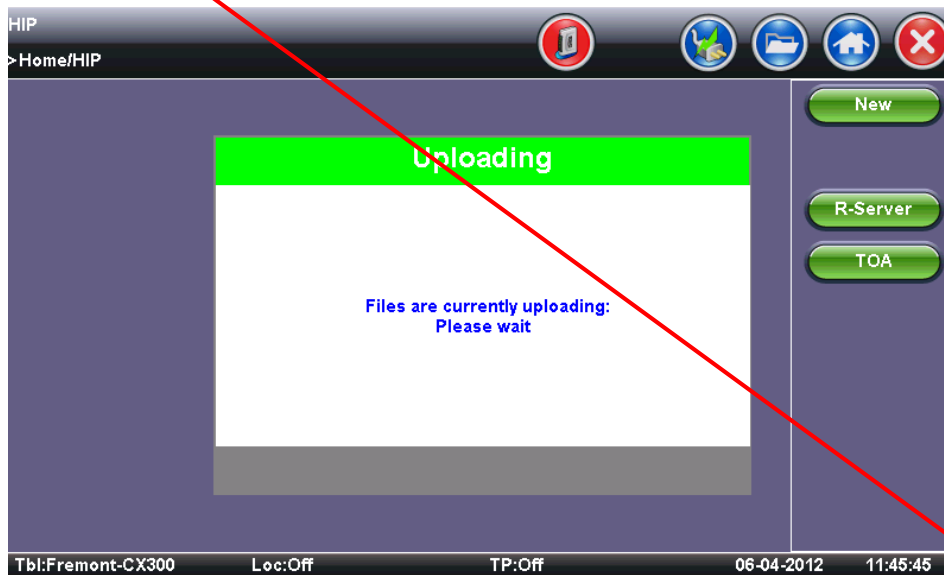 HIP
>Home/HIP
New
Uploading
R-Server
TOA
Files are currently uploading:
Please wait
Tbl:Fremont-CX300 Loc:Off TP:Off 06-04-2012 11:45:45